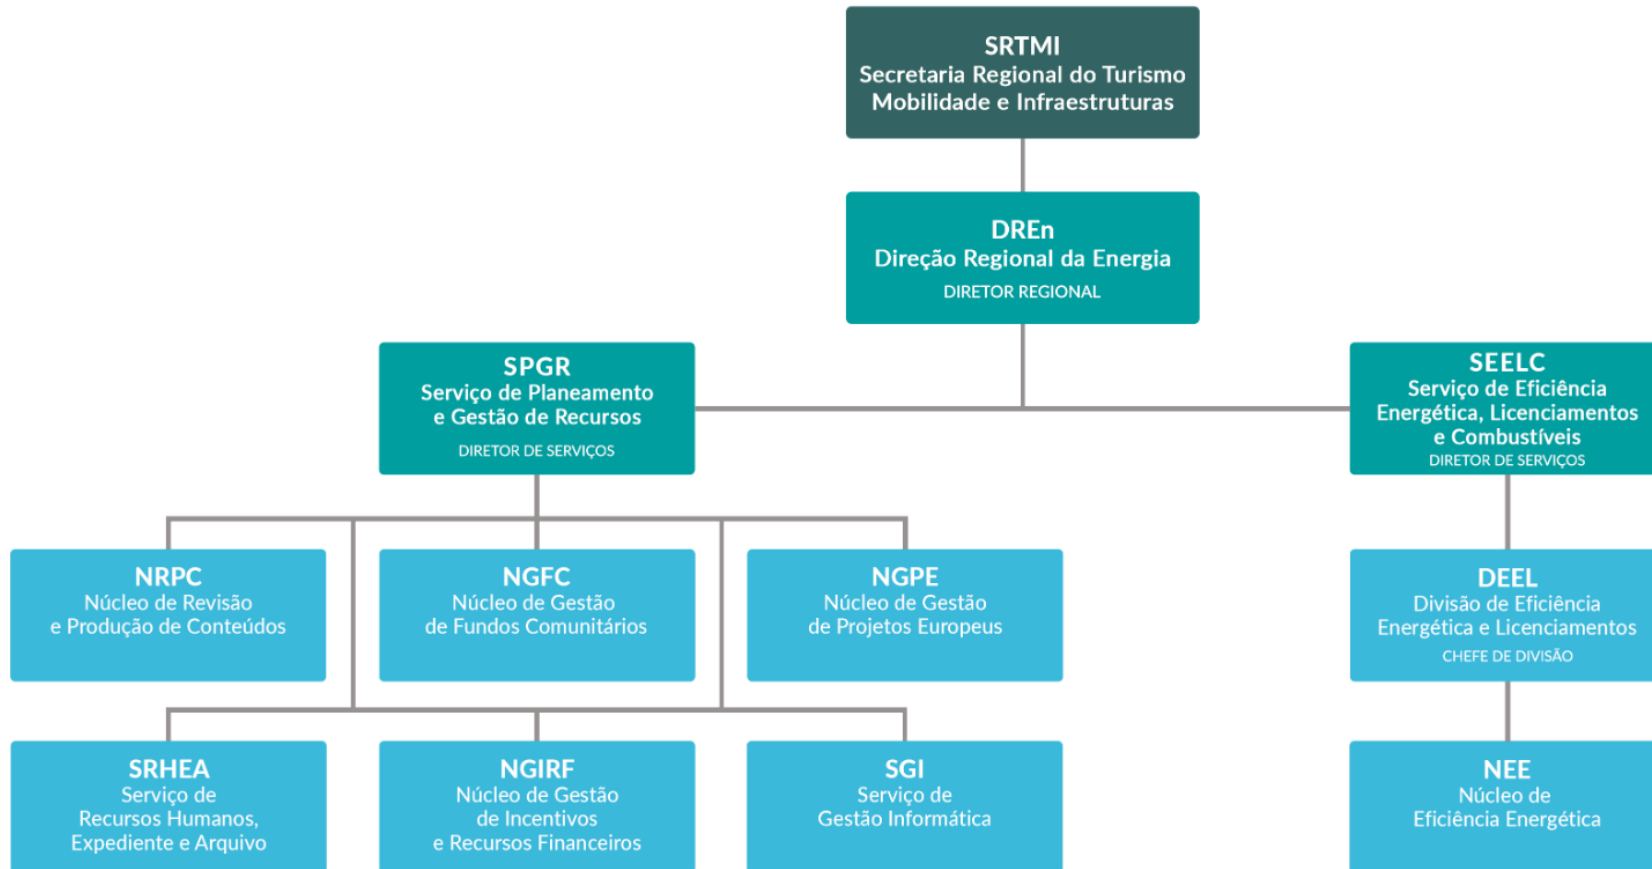 SRTMI
Secretaria Regional do Turismo
Mobilidade e Infraestruturas
DREn
Direção Regional da Energia
DIRETOR REGIONAL
SPGR
Serviço de Planeamento
e Gestão de Recursos
DIRETOR DE SERVIÇOS
SEELC
Serviço de Eficiência
Energética, Licenciamentos
e Combustíveis
DIRETOR DE SERVIÇOS
NRPC
Núcleo de Revisão
e Produção de Conteúdos
NGFC
Núcleo de Gestão
de Fundos Comunitários
NGPE
Núcleo de Gestão
de Projetos Europeus
DEEL
Divisão de Eficiência
Energética e Licenciamentos
CHEFE DE DIVISÃO
SRHEA
Serviço de
Recursos Humanos,
Expediente e Arquivo
NGIRF
Núcleo de Gestão
de Incentivos
e Recursos Financeiros
SGI
Serviço de
Gestão Informática
NEE
Núcleo de
Eficiência Energética